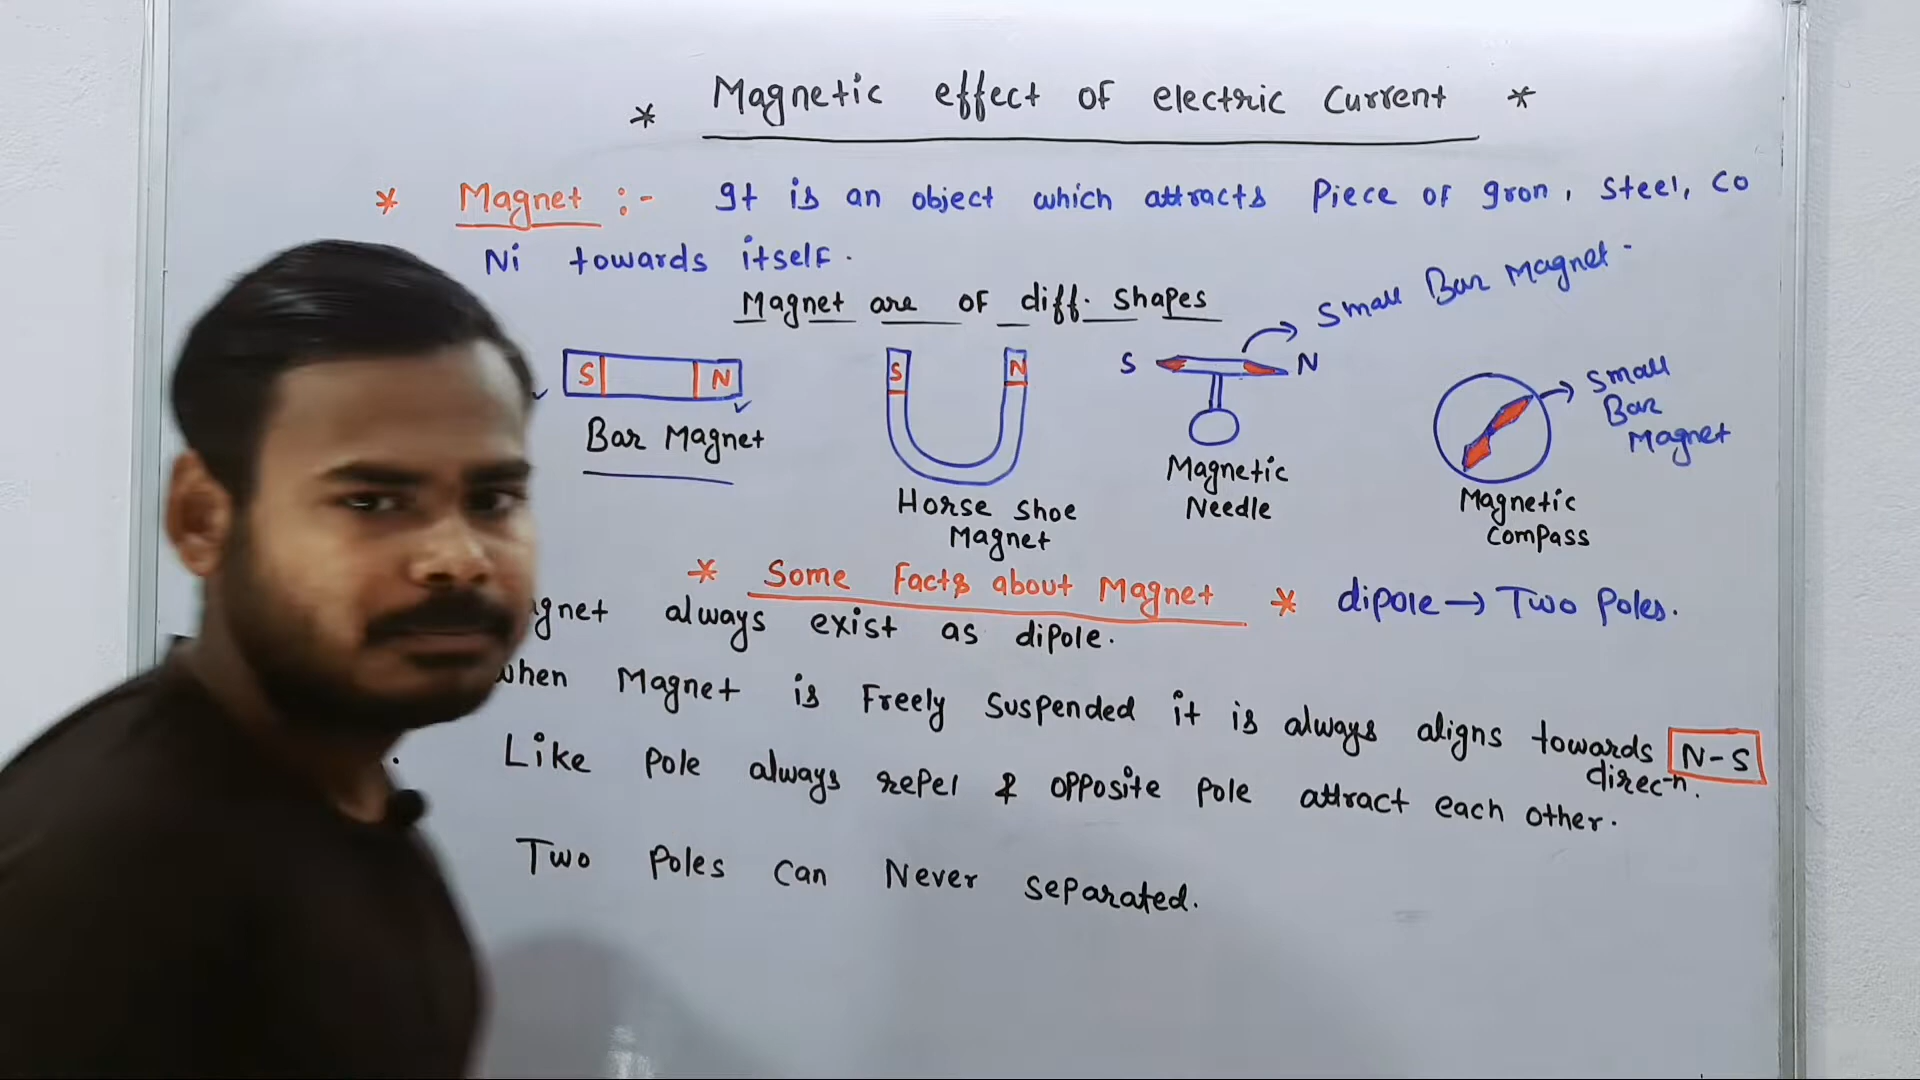 * Magnetic effect of electric Current *
* Magnet :- It is an object which attracts Piece of Iron, Steel, Co
Ni towards itself.
Magnet are of diff. Shapes
Small Bar Magnet
S N
S N
S N
Small
Bar
Magnet
Bar Magnet
Horse Shoe
Magnet
Magnetic
Needle
Magnetic
Compass
* Some Facts about Magnet *
dipole → Two Poles.
always exist as dipole.
when Magnet is Freely Suspended it is always aligns towards N-S
direcn.
Like Pole always repel & opposite Pole attract each other.
Two Poles Can Never separated.